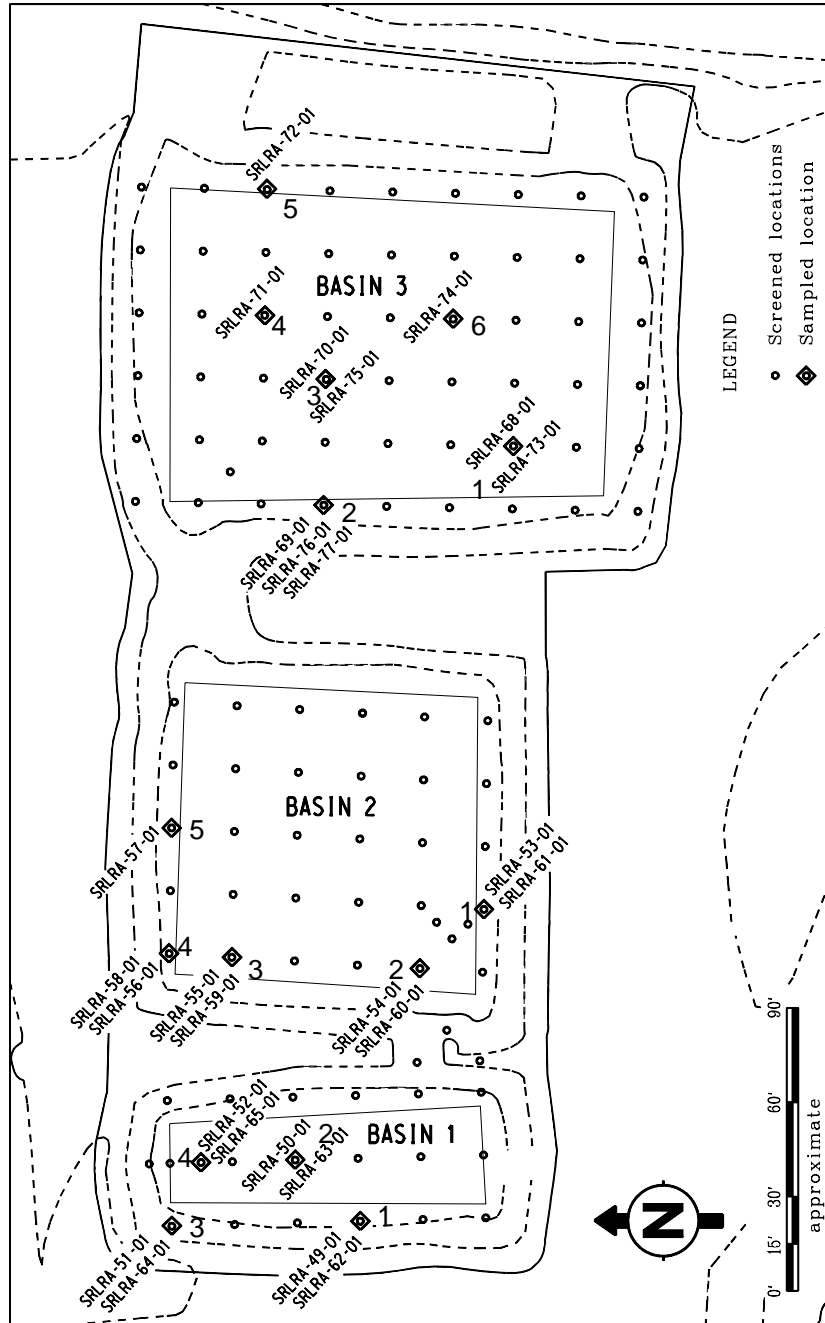 SRLRA-72-01
5
BASIN 3
SRLRA-71-01
4
SRLRA-74-01
6
SRLRA-70-01
SRLRA-75-01
3
SRLRA-68-01
SRLRA-73-01
1
2
SRLRA-69-01
SRLRA-76-01
SRLRA-77-01
LEGEND
Screened locations
Sampled location
BASIN 2
SRLRA-57-01
5
SRLRA-53-01
SRLRA-61-01
1
SRLRA-58-01
SRLRA-56-01
4
SRLRA-55-01
SRLRA-59-01
3
SRLRA-54-01
SRLRA-60-01
2
SRLRA-52-01
SRLRA-65-01
4
SRLRA-50-01
SRLRA-63-01
2
BASIN 1
SRLRA-51-01
SRLRA-64-01
3
SRLRA-49-01
SRLRA-62-01
1
N
0' 15' 30' 60' 90'
approximate